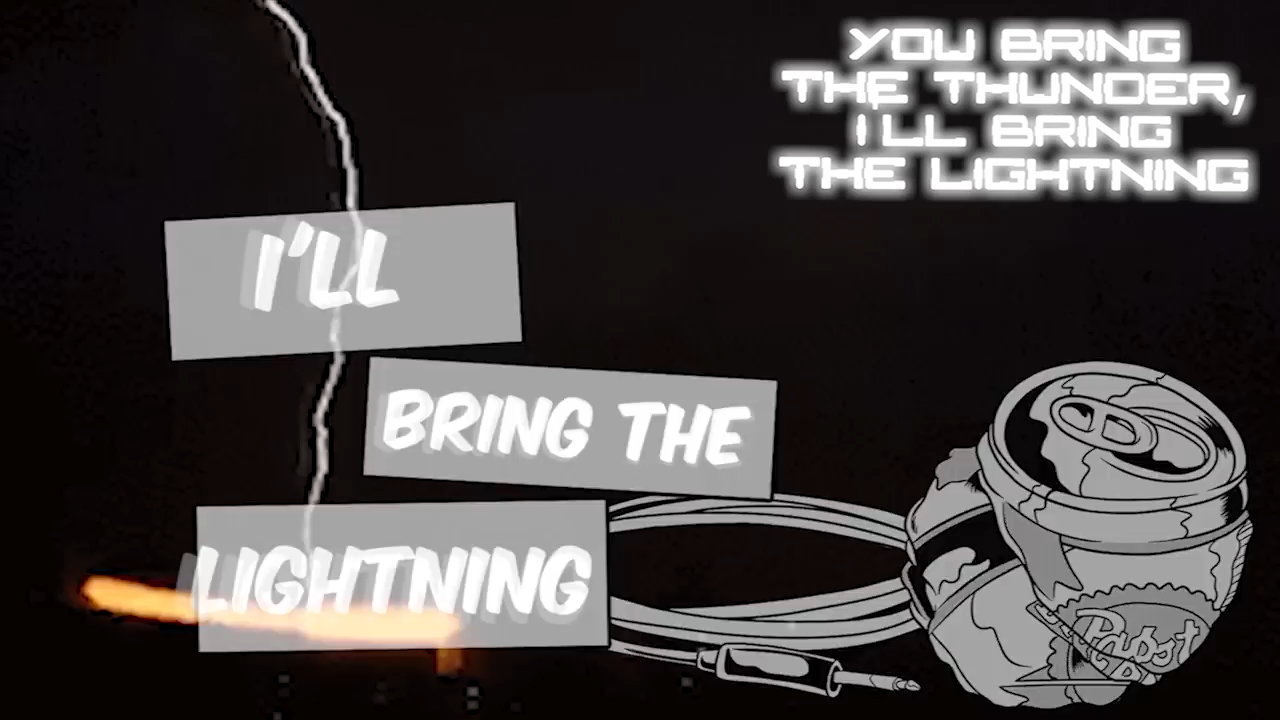 YOU BRING
THE THUNDER,
I'LL BRING
THE LIGHTNING
I'LL
BRING THE
LIGHTNING
Pabst